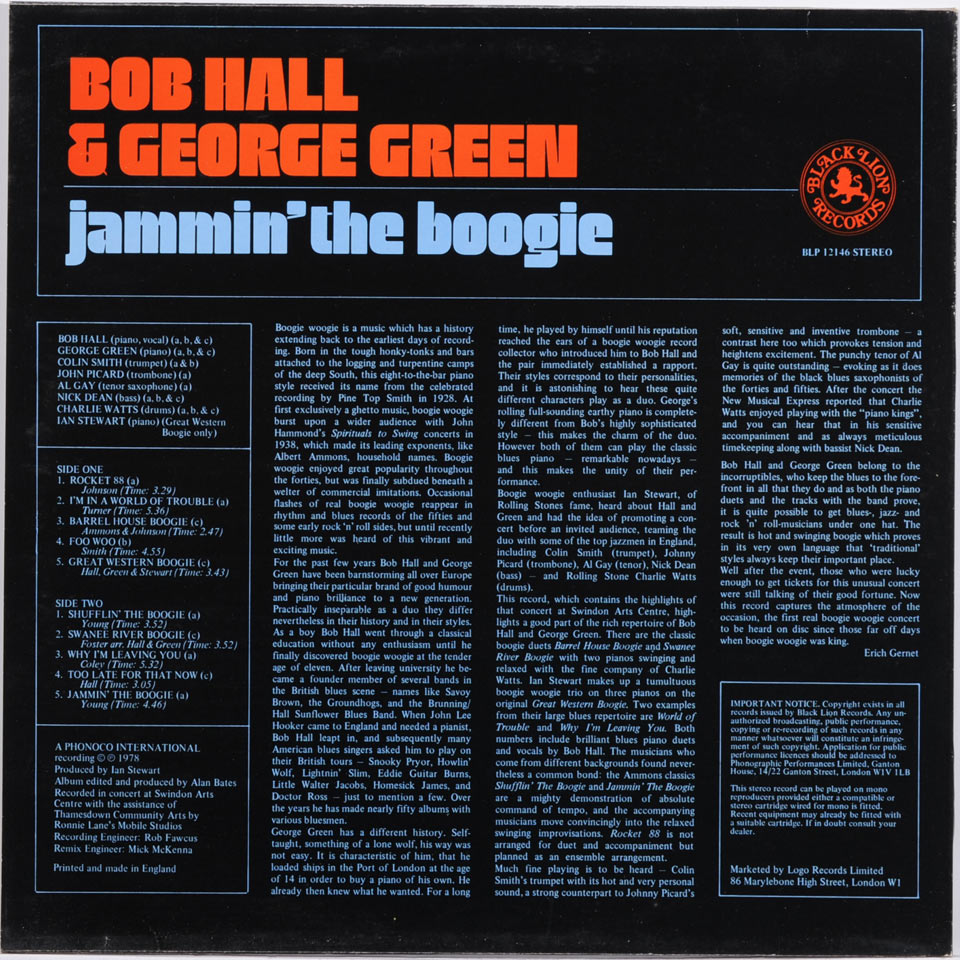 BOB HALL
& GEORGE GREEN
jammin' the boogie
BLACK LION
RECORDS
BLP 12146 STEREO
BOB HALL (piano, vocal) (a, b, & c)
GEORGE GREEN (piano) (a, b, & c)
COLIN SMITH (trumpet) (a & b)
JOHN PICARD (trombone) (a)
AL GAY (tenor saxophone) (a)
NICK DEAN (bass) (a, b, & c)
CHARLIE WATTS (drums) (a, b, & c)
IAN STEWART (piano) (Great Western
Boogie only)
SIDE ONE
1. ROCKET 88 (a)
Johnson (Time: 3.29)
2. I'M IN A WORLD OF TROUBLE (a)
Turner (Time: 5.36)
3. BARREL HOUSE BOOGIE (c)
Ammons & Johnson (Time: 2.47)
4. FOO WOO (b)
Smith (Time: 4.55)
5. GREAT WESTERN BOOGIE (c)
Hall, Green & Stewart (Time: 3.43)
SIDE TWO
1. SHUFFLIN' THE BOOGIE (a)
Young (Time: 3.52)
2. SWANEE RIVER BOOGIE (c)
Foster arr. Hall & Green (Time: 3.52)
3. WHY I'M LEAVING YOU (a)
Coley (Time: 5.32)
4. TOO LATE FOR THAT NOW (c)
Hall (Time: 3.05)
5. JAMMIN' THE BOOGIE (a)
Young (Time: 4.46)
A PHONOCO INTERNATIONAL
recording © ℗ 1978
Produced by Ian Stewart
Album edited and produced by Alan Bates
Recorded in concert at Swindon Arts
Centre with the assistance of
Thamesdown Community Arts by
Ronnie Lane's Mobile Studios
Recording Engineer: Rob Fawcus
Remix Engineer: Mick McKenna
Printed and made in England
Boogie woogie is a music which has a history
extending back to the earliest days of record-
ing. Born in the tough honky-tonks and bars
attached to the logging and turpentine camps
of the deep South, this eight-to-the-bar piano
style received its name from the celebrated
recording by Pine Top Smith in 1928. At
first exclusively a ghetto music, boogie woogie
burst upon a wider audience with John
Hammond's Spirituals to Swing concerts in
1938, which made its leading exponents, like
Albert Ammons, household names. Boogie
woogie enjoyed great popularity throughout
the forties, but was finally subdued beneath a
welter of commercial imitations. Occasional
flashes of real boogie woogie reappear in
rhythm and blues records of the fifties and
some early rock 'n' roll sides, but until recently
little more was heard of this vibrant and
exciting music.
For the past few years Bob Hall and George
Green have been barnstorming all over Europe
bringing their particular brand of good humour
and piano brilliance to a new generation.
Practically inseparable as a duo they differ
nevertheless in their history and in their styles.
As a boy Bob Hall went through a classical
education without any enthusiasm until he
finally discovered boogie woogie at the tender
age of eleven. After leaving university he be-
came a founder member of several bands in
the British blues scene – names like Savoy
Brown, the Groundhogs, and the Brunning/
Hall Sunflower Blues Band. When John Lee
Hooker came to England and needed a pianist,
Bob Hall leapt in, and subsequently many
American blues singers asked him to play on
their British tours – Snooky Pryor, Howlin'
Wolf, Lightnin' Slim, Eddie Guitar Burns,
Little Walter Jacobs, Homesick James, and
Doctor Ross – just to mention a few. Over
the years he has made nearly fifty albums with
various bluesmen.
George Green has a different history. Self-
taught, something of a lone wolf, his way was
not easy. It is characteristic of him, that he
loaded ships in the Port of London at the age
of 14 in order to buy a piano of his own. He
already then knew what he wanted. For a long
time, he played by himself until his reputation
reached the ears of a boogie woogie record
collector who introduced him to Bob Hall and
the pair immediately established a rapport.
Their styles correspond to their personalities,
and it is astonishing to hear these quite
different characters play as a duo. George's
rolling full-sounding earthy piano is complete-
ly different from Bob's highly sophisticated
style – this makes the charm of the duo.
However both of them can play the classic
blues piano – remarkable nowadays –
and this makes the unity of their per-
formance.
Boogie woogie enthusiast Ian Stewart, of
Rolling Stones fame, heard about Hall and
Green and had the idea of promoting a con-
cert before an invited audience, teaming the
duo with some of the top jazzmen in England,
including Colin Smith (trumpet), Johnny
Picard (trombone), Al Gay (tenor), Nick Dean
(bass) – and Rolling Stone Charlie Watts
(drums).
This record, which contains the highlights of
that concert at Swindon Arts Centre, high-
lights a good part of the rich repertoire of Bob
Hall and George Green. There are the classic
boogie duets Barrel House Boogie and Swanee
River Boogie with two pianos swinging and
relaxed with the fine company of Charlie
Watts. Ian Stewart makes up a tumultuous
boogie woogie trio on three pianos on the
original Great Western Boogie. Two examples
from their large blues repertoire are World of
Trouble and Why I'm Leaving You. Both
numbers include brilliant blues piano duets
and vocals by Bob Hall. The musicians who
come from different backgrounds found never-
theless a common bond: the Ammons classics
Shufflin' The Boogie and Jammin' The Boogie
are a mighty demonstration of absolute
command of tempo, and the accompanying
musicians move convincingly into the relaxed
swinging improvisations. Rocket 88 is not
arranged for duet and accompaniment but
planned as an ensemble arrangement.
Much fine playing is to be heard – Colin
Smith's trumpet with its hot and very personal
sound, a strong counterpart to Johnny Picard's
soft, sensitive and inventive trombone – a
contrast here too which provokes tension and
heightens excitement. The punchy tenor of Al
Gay is quite outstanding – evoking as it does
memories of the black blues saxophonists of
the forties and fifties. After the concert the
New Musical Express reported that Charlie
Watts enjoyed playing with the "piano kings",
and you can hear that in his sensitive
accompaniment and as always meticulous
timekeeping along with bassist Nick Dean.
Bob Hall and George Green belong to the
incorruptibles, who keep the blues to the fore-
front in all that they do and as both the piano
duets and the tracks with the band prove,
it is quite possible to get blues-, jazz- and
rock 'n' roll-musicians under one hat. The
result is hot and swinging boogie which proves
in its very own language that 'traditional'
styles always keep their important place.
Well after the event, those who were lucky
enough to get tickets for this unusual concert
were still talking of their good fortune. Now
this record captures the atmosphere of the
occasion, the first real boogie woogie concert
to be heard on disc since those far off days
when boogie woogie was king.
Erich Gernet
IMPORTANT NOTICE. Copyright exists in all
records issued by Black Lion Records. Any un-
authorized broadcasting, public performance,
copying or re-recording of such records in any
manner whatsoever will constitute an infringe-
ment of such copyright. Application for public
performance licences should be addressed to
Phonographic Performances Limited, Ganton
House, 14/22 Ganton Street, London W1V 1LB
This stereo record can be played on mono
reproducers provided either a compatible or
stereo cartridge wired for mono is fitted.
Recent equipment may already be fitted with
a suitable cartridge. If in doubt consult your
dealer.
Marketed by Logo Records Limited
86 Marylebone High Street, London W1